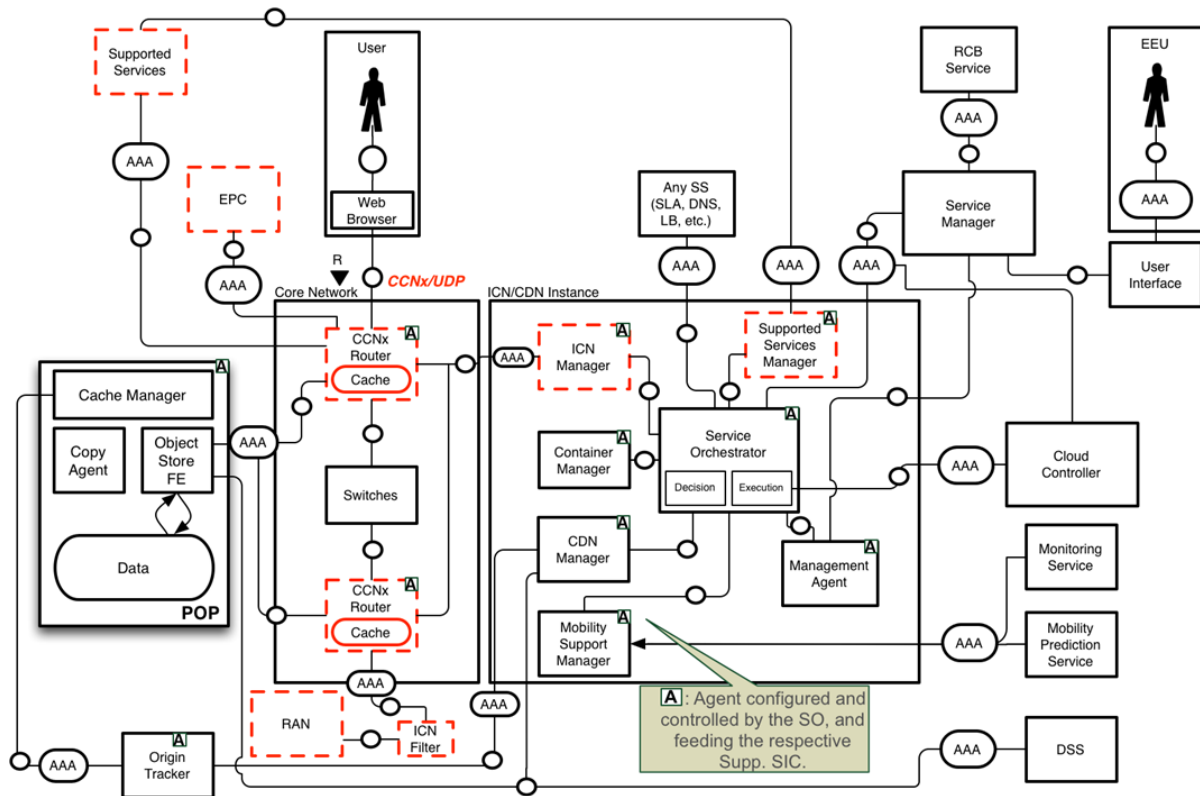 Supported
Services
User
RCB
Service
EEU
AAA
AAA
EPC
Web
Browser
Any SS
(SLA, DNS,
LB, etc.)
Service
Manager
AAA
AAA
AAA
AAA
AAA
AAA
User
Interface
R
CCNx/UDP
Core Network
ICN/CDN Instance
CCNx
Router
A
Cache
AAA
ICN
Manager
A
Supported
Services
Manager
A
A
Cache Manager
Copy
Agent
Object
Store
FE
AAA
Data
POP
Switches
Container
Manager
A
Service
Orchestrator
A
Decision
Execution
AAA
Cloud
Controller
CDN
Manager
A
Management
Agent
A
Monitoring
Service
CCNx
Router
A
Cache
Mobility
Support
Manager
A
AAA
Mobility
Prediction
Service
AAA
AAA
RAN
ICN
Filter
A : Agent configured and
controlled by the SO, and
feeding the respective
Supp. SIC.
AAA
Origin
Tracker
A
AAA
DSS